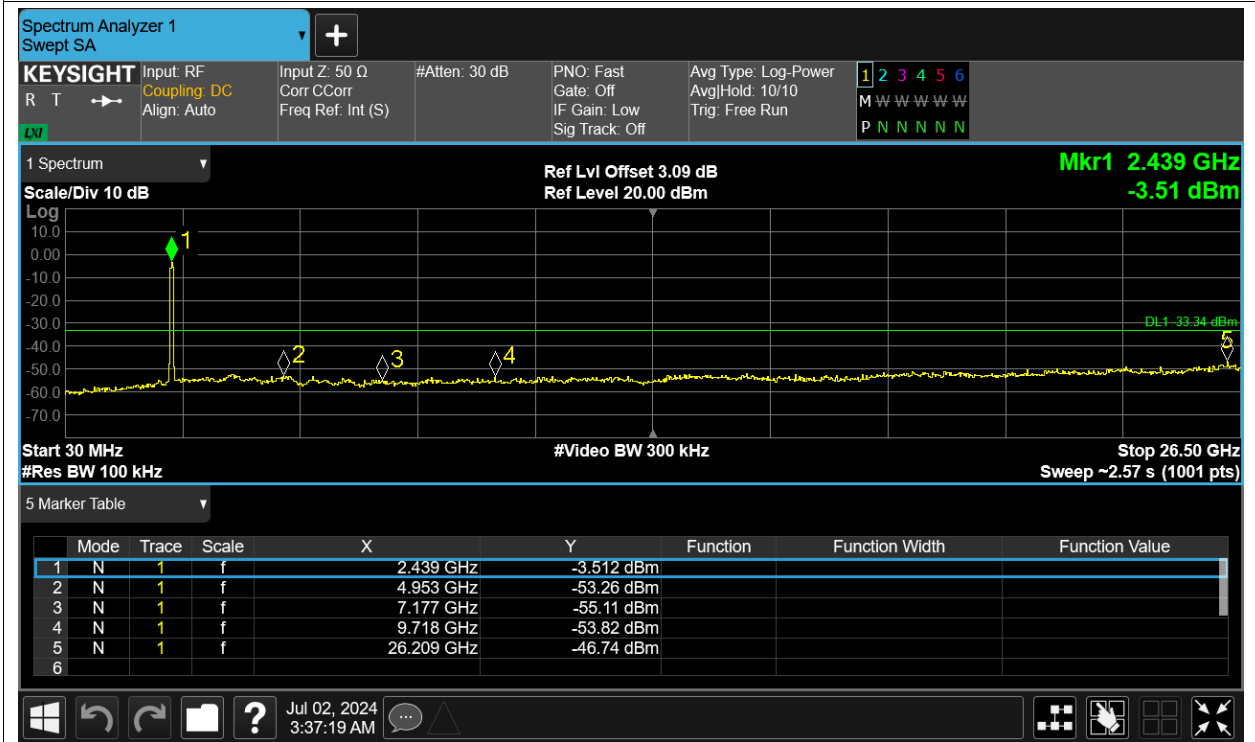 Spectrum Analyzer 1
Swept SA
+
KEYSIGHT Input: RF Input Z: 50 Ω #Atten: 30 dB PNO: Fast Avg Type: Log-Power 1 2 3 4 5 6
R T Coupling: DC Corr CCorr Gate: Off Avg|Hold: 10/10 M W W W W W
Align: Auto Freq Ref: Int (S) IF Gain: Low Trig: Free Run
LXI Sig Track: Off P N N N N N
1 Spectrum Ref Lvl Offset 3.09 dB Mkr1 2.439 GHz
Scale/Div 10 dB Ref Level 20.00 dBm -3.51 dBm
Log
10.0 1
0.00
-10.0
-20.0
-30.0 DL1 -33.34 dBm
-40.0 2 3 4 5
-50.0
-60.0
-70.0
Start 30 MHz #Video BW 300 kHz Stop 26.50 GHz
#Res BW 100 kHz Sweep ~2.57 s (1001 pts)
5 Marker Table
Mode Trace Scale X Y Function Function Width Function Value
1 N 1 f 2.439 GHz -3.512 dBm
2 N 1 f 4.953 GHz -53.26 dBm
3 N 1 f 7.177 GHz -55.11 dBm
4 N 1 f 9.718 GHz -53.82 dBm
5 N 1 f 26.209 GHz -46.74 dBm
6
? Jul 02, 2024
3:37:19 AM